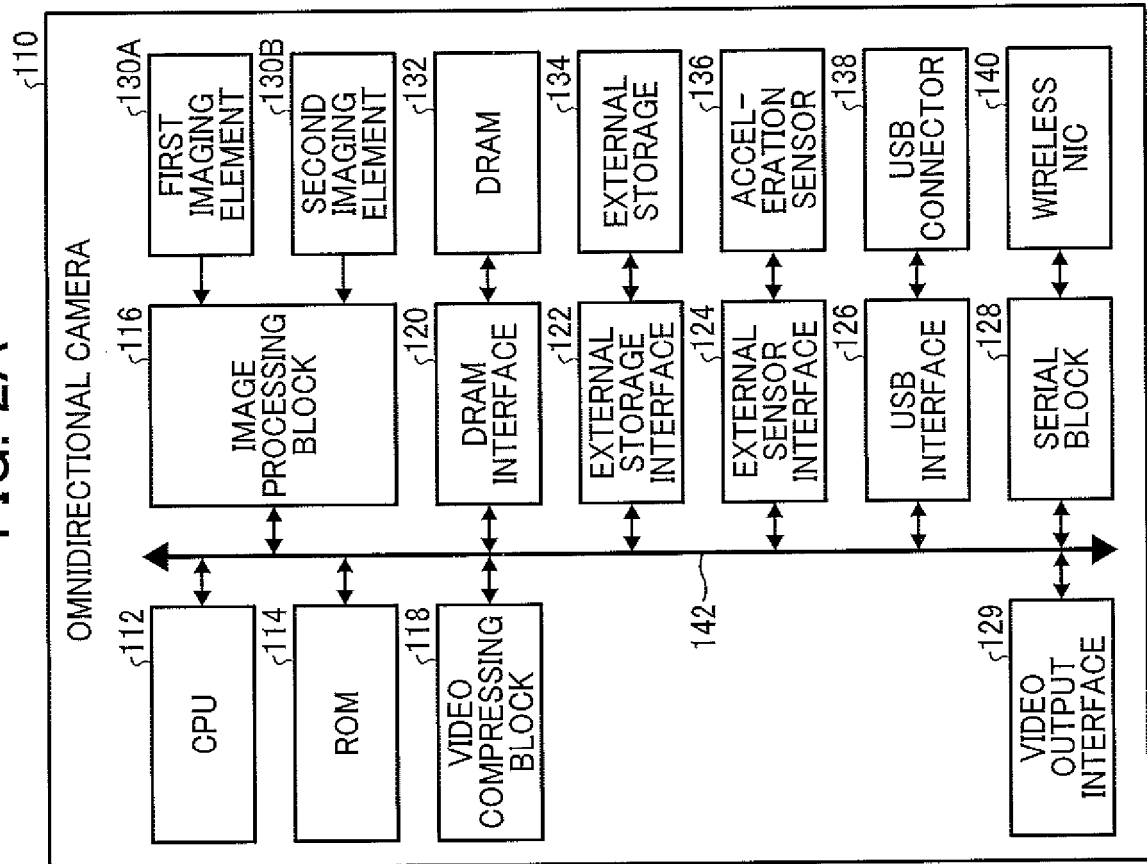 FIG. 2A
110
OMNIDIRECTIONAL CAMERA
112
CPU
116
IMAGE
PROCESSING
BLOCK
130A
FIRST
IMAGING
ELEMENT
114
ROM
130B
SECOND
IMAGING
ELEMENT
118
VIDEO
COMPRESSING
BLOCK
120
DRAM
INTERFACE
132
DRAM
122
EXTERNAL
STORAGE
INTERFACE
134
EXTERNAL
STORAGE
142
124
EXTERNAL
SENSOR
INTERFACE
136
ACCEL-
ERATION
SENSOR
126
USB
INTERFACE
138
USB
CONNECTOR
129
VIDEO
OUTPUT
INTERFACE
128
SERIAL
BLOCK
140
WIRELESS
NIC